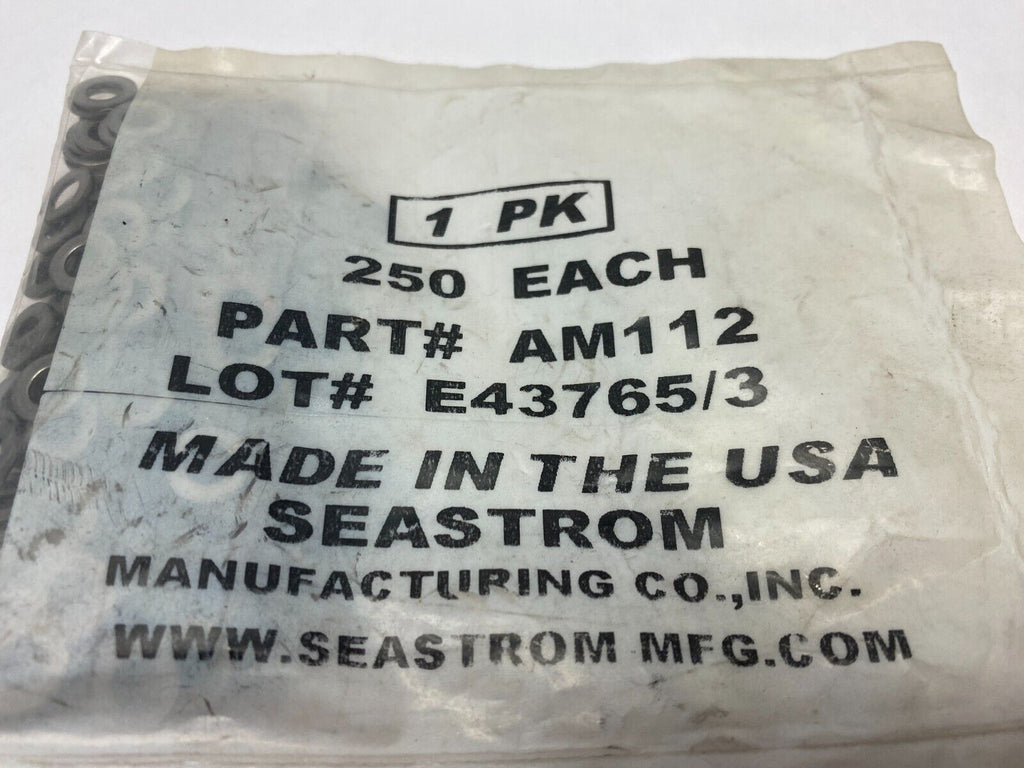 1 PK
250 EACH
PART# AM112
LOT# E43765/3
MADE IN THE USA
SEASTROM
MANUFACTURING CO.,INC.
WWW.SEASTROM MFG.COM